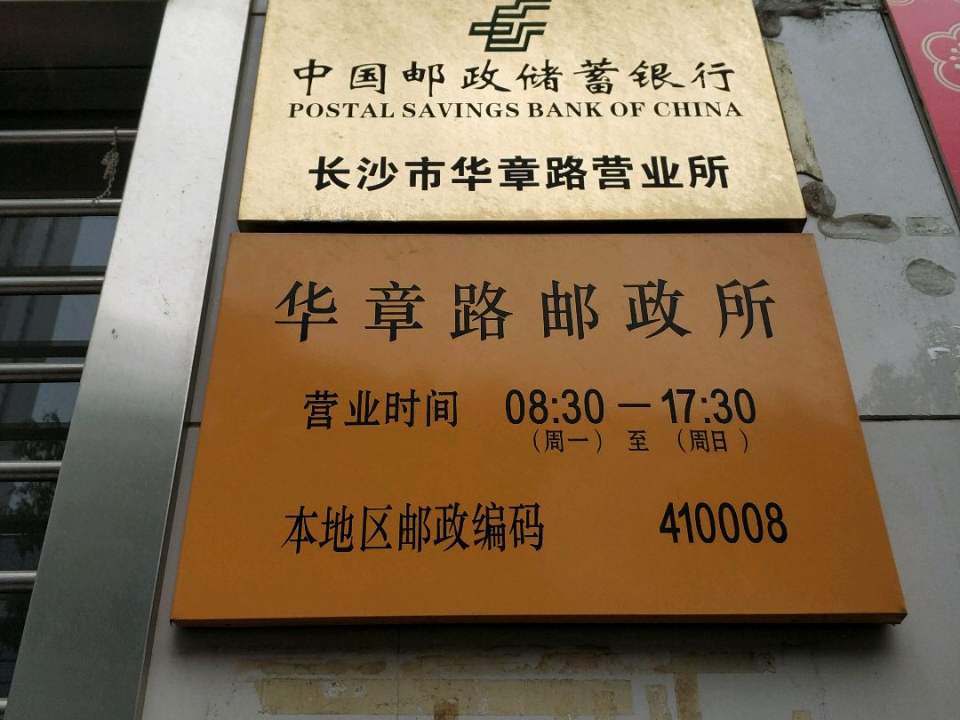 中国邮政储蓄银行
POSTAL SAVINGS BANK OF CHINA
长沙市华章路营业所
华章路邮政所
营业时间 08:30 — 17:30
（周一） 至 （周日）
本地区邮政编码 410008